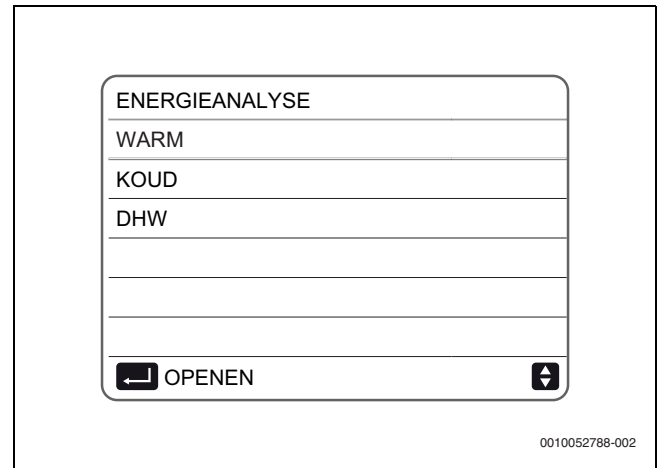 ENERGIEANALYSE
WARM
KOUD
DHW
OPENEN
0010052788-002